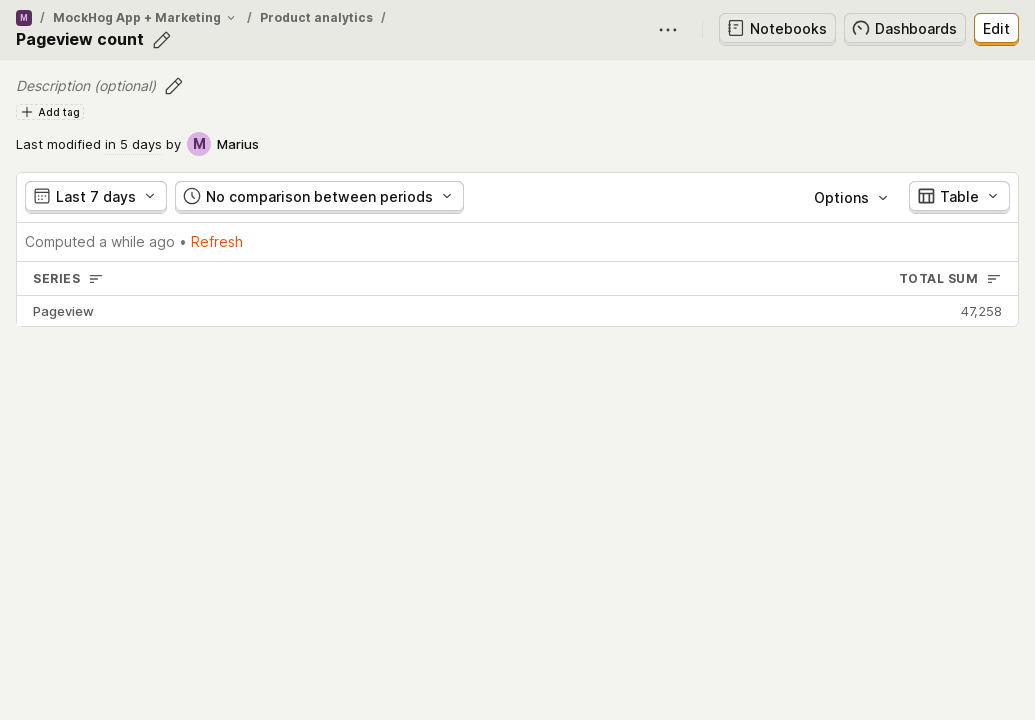 M / MockHog App + Marketing / Product analytics /
Pageview count
Notebooks
Dashboards
Edit
Description (optional)
Add tag
Last modified in 5 days by M Marius
Last 7 days
No comparison between periods
Options
Table
Computed a while ago • Refresh
SERIES
TOTAL SUM
Pageview
47,258